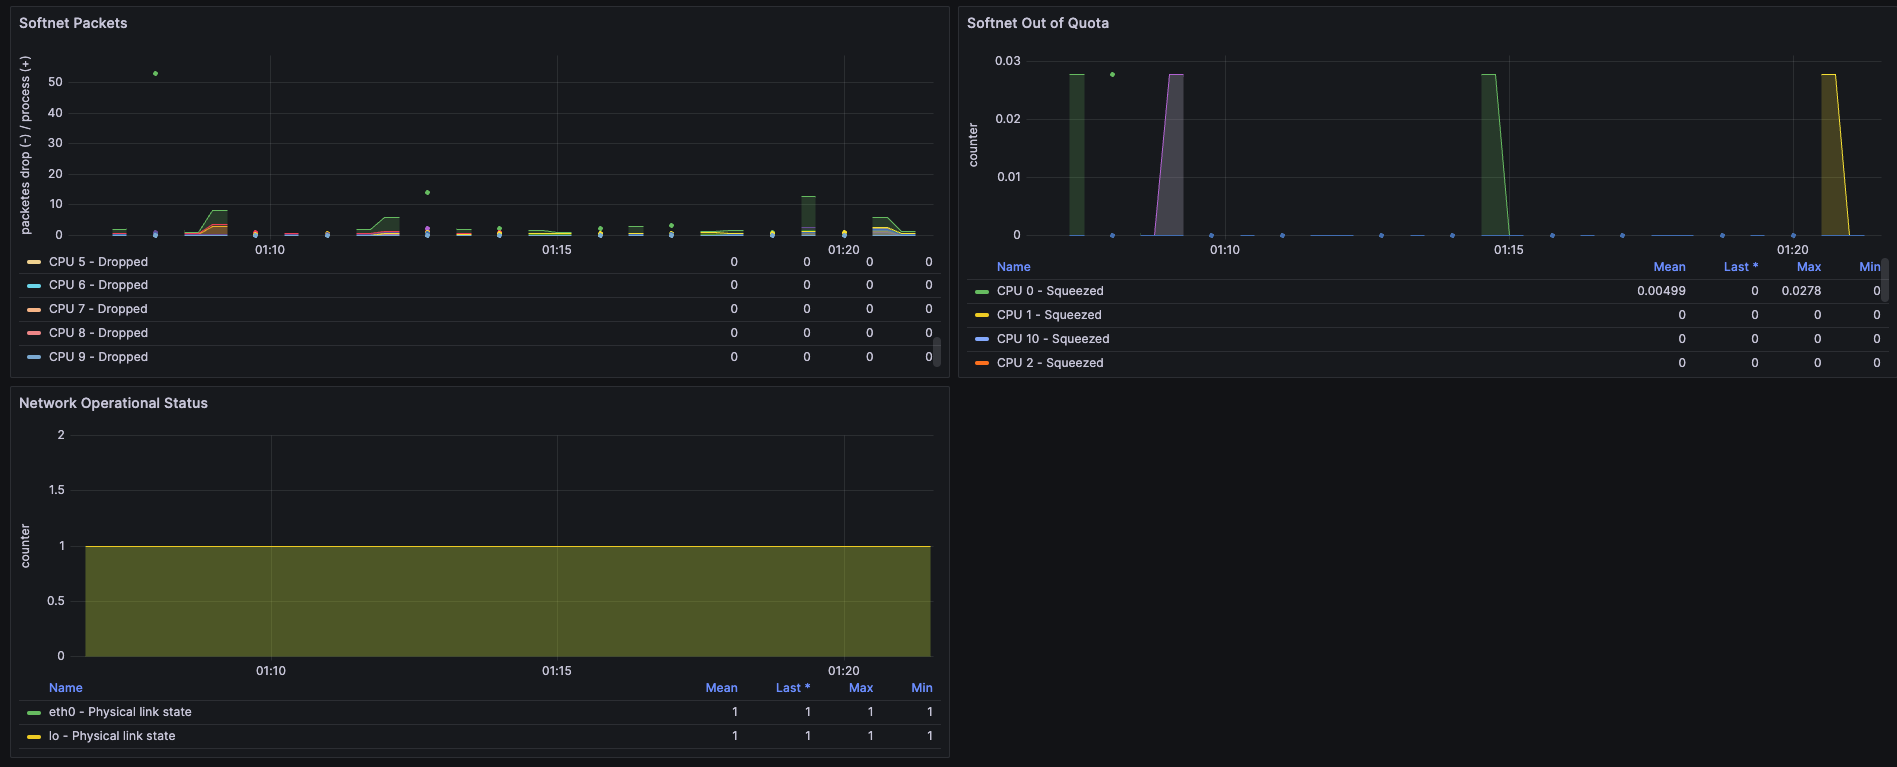 Softnet Packets
packetes drop (-) / process (+)
50
40
30
20
10
0
01:10 01:15 01:20
CPU 5 - Dropped 0 0 0 0
CPU 6 - Dropped 0 0 0 0
CPU 7 - Dropped 0 0 0 0
CPU 8 - Dropped 0 0 0 0
CPU 9 - Dropped 0 0 0 0
Softnet Out of Quota
counter
0.03
0.02
0.01
0
01:10 01:15 01:20
Name Mean Last * Max Min
CPU 0 - Squeezed 0.00499 0 0.0278 0
CPU 1 - Squeezed 0 0 0 0
CPU 10 - Squeezed 0 0 0 0
CPU 2 - Squeezed 0 0 0 0
Network Operational Status
counter
2
1.5
1
0.5
0
01:10 01:15 01:20
Name Mean Last * Max Min
eth0 - Physical link state 1 1 1 1
lo - Physical link state 1 1 1 1